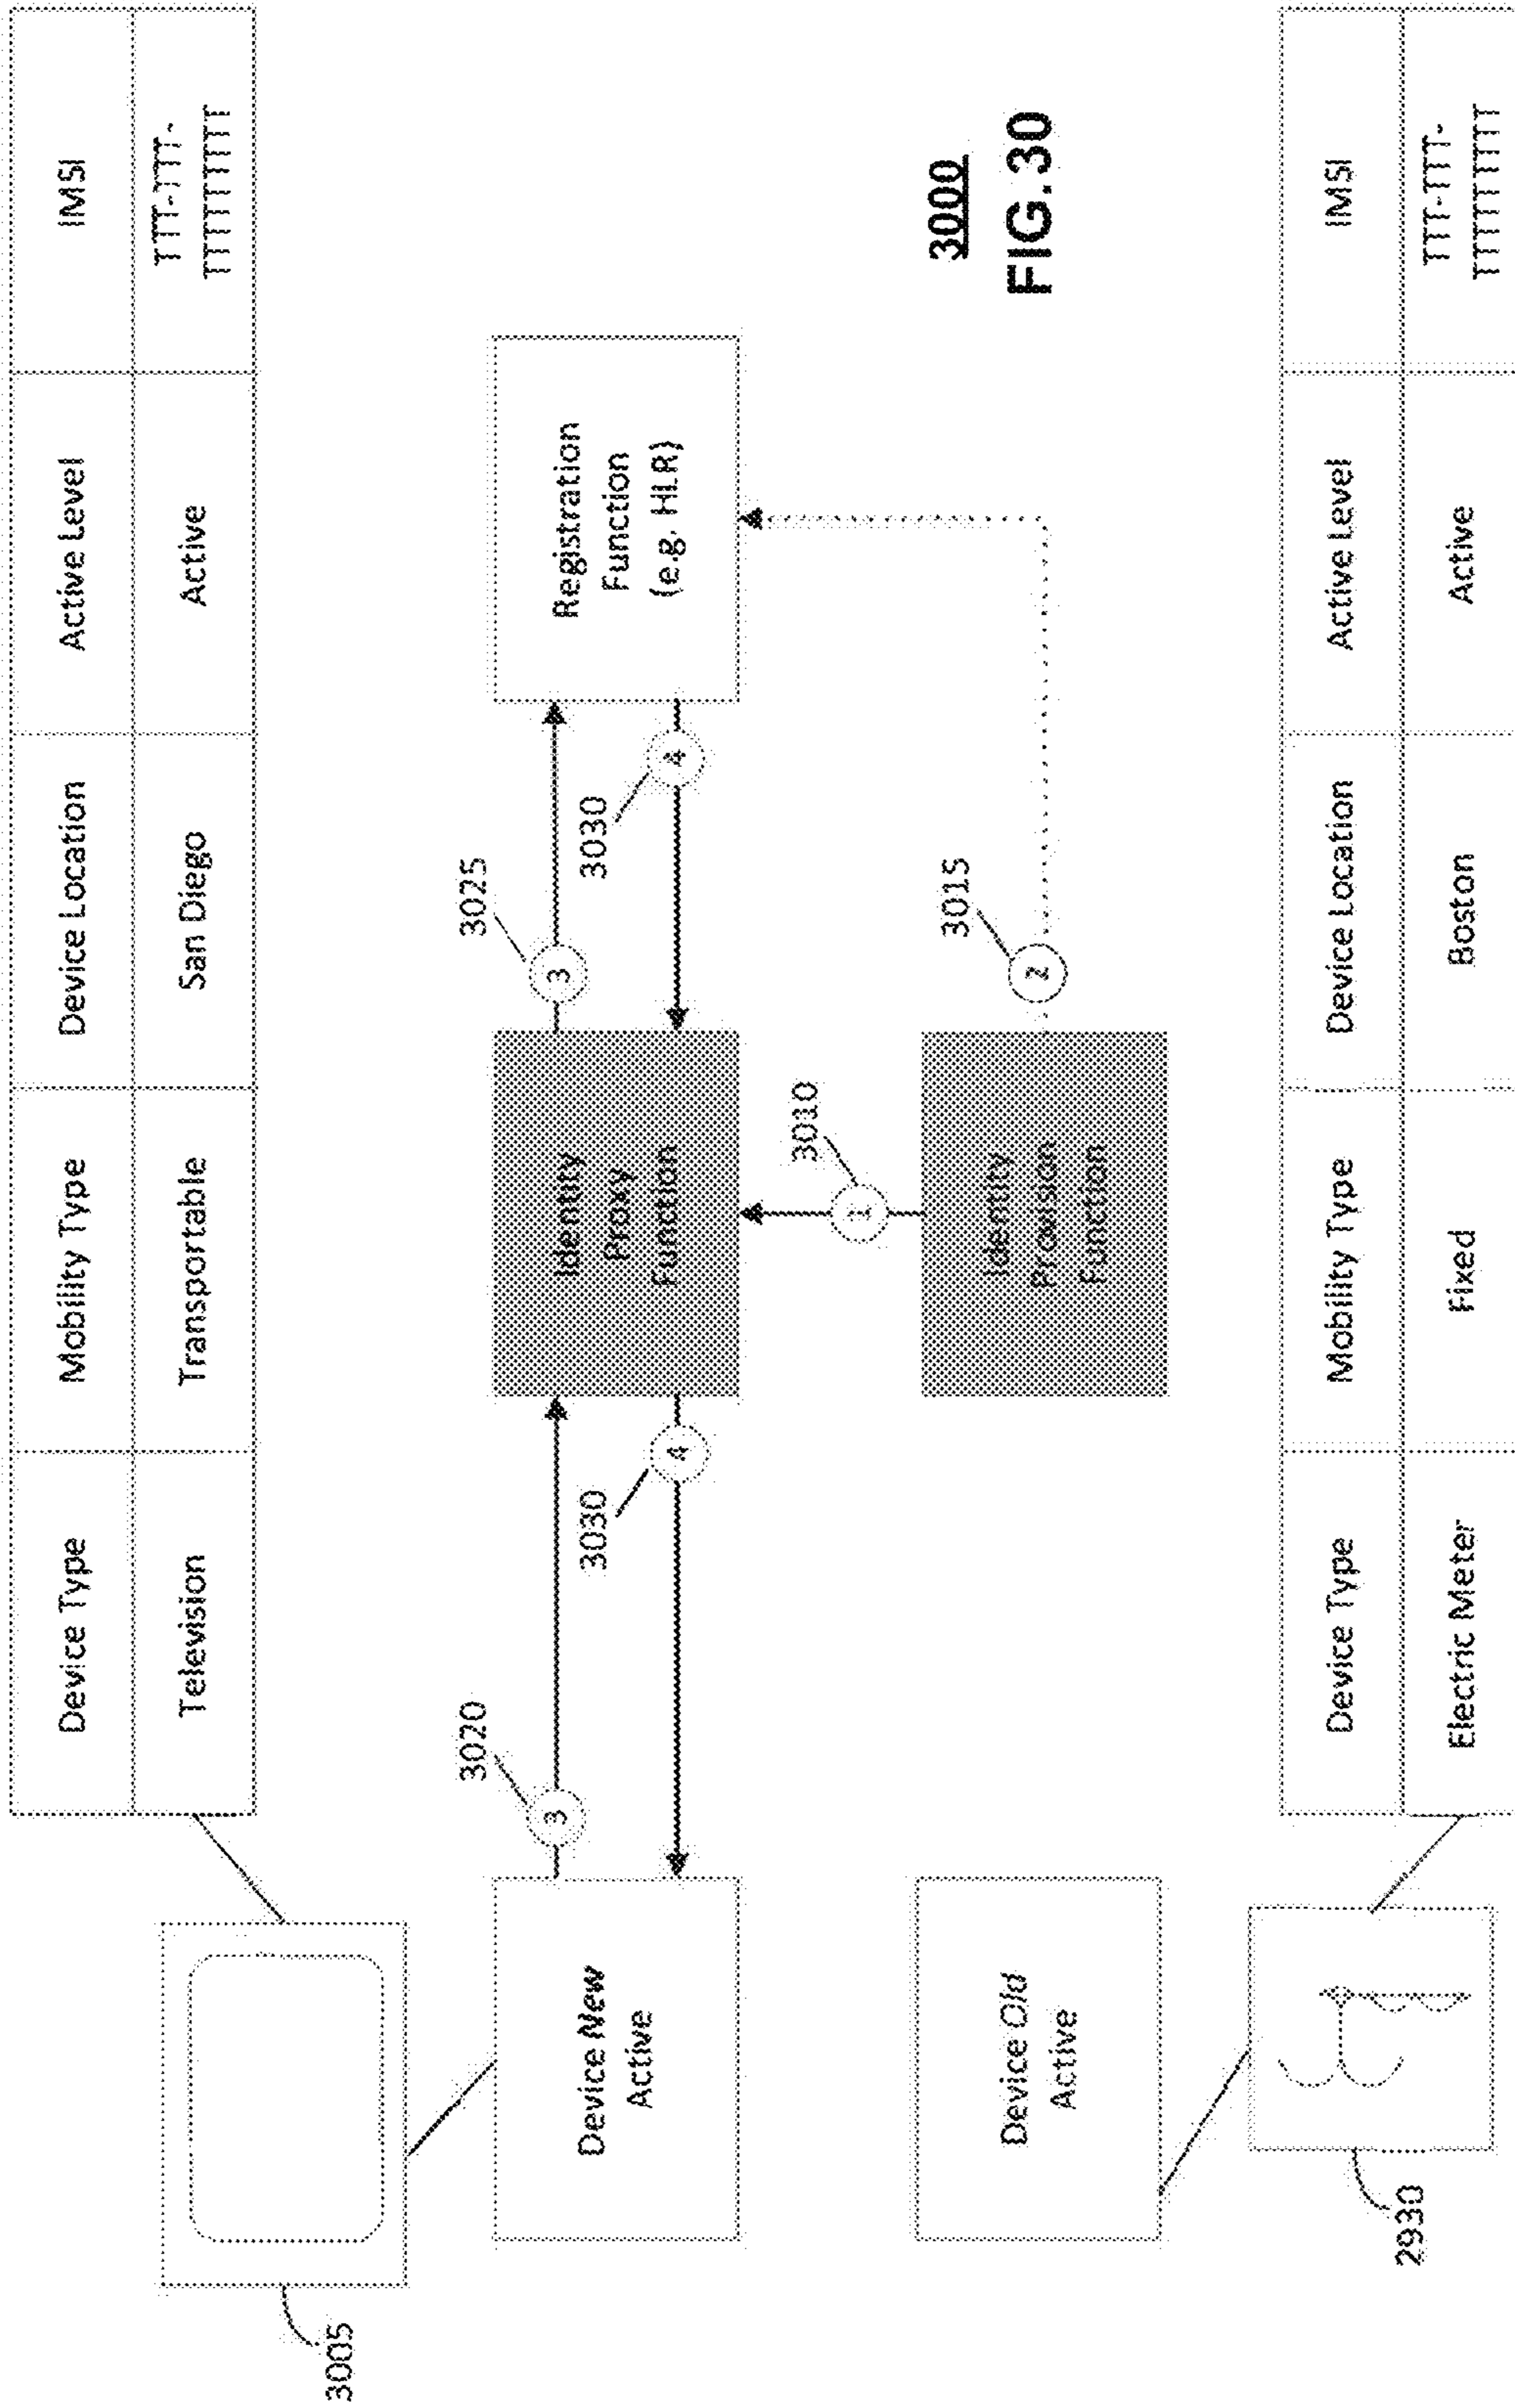 Device Type Mobility Type Device Location Active Level IMSI
Television Transportable San Diego Active TTT-TTT-
TTTTTTTTT
3005
3020
3025
3
3
Device New
Active
Identity
Proxy
Function
Registration
Function
(e.g. HLR)
3030
3030
4
4
3010
1
3015
2
3000
FIG.30
Device Old
Active
Identity
Provision
Function
Device Type Mobility Type Device Location Active Level IMSI
Electric Meter Fixed Boston Active TTT-TTT-
TTTTTTTTT
2930